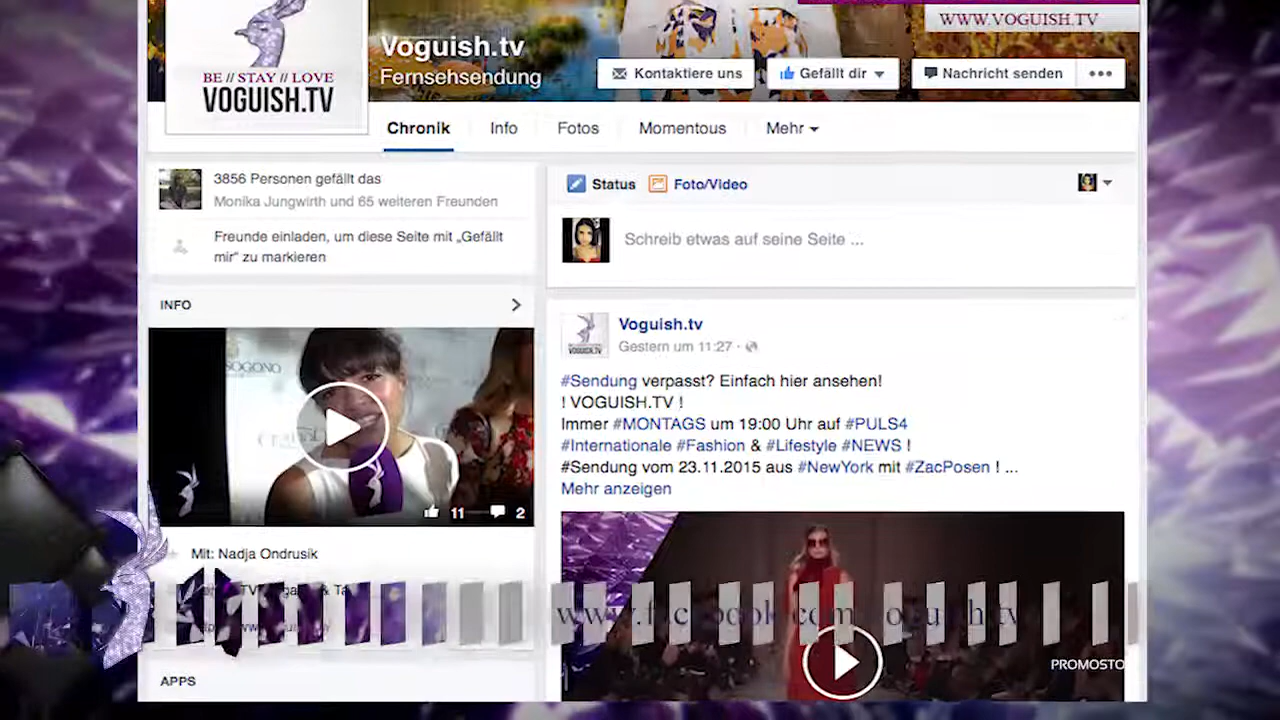 WWW.VOGUISH.TV
Voguish.tv
Fernsehsendung
Kontaktiere uns
Gefällt dir
Nachricht senden
BE // STAY // LOVE
VOGUISH.TV
Chronik
Info
Fotos
Momentous
Mehr
3856 Personen gefällt das
Monika Jungwirth und 65 weiteren Freunden
Freunde einladen, um diese Seite mit „Gefällt
mir“ zu markieren
INFO
11
2
Mit: Nadja Ondrusik
APPS
Status
Foto/Video
Schreib etwas auf seine Seite ...
Voguish.tv
VOGUISH.TV
Gestern um 11:27 ·
#Sendung verpasst? Einfach hier ansehen!
! VOGUISH.TV !
Immer #MONTAGS um 19:00 Uhr auf #PULS4
#Internationale #Fashion & #Lifestyle #NEWS !
#Sendung vom 23.11.2015 aus #NewYork mit #ZacPosen ! ...
Mehr anzeigen
PROMOSTO